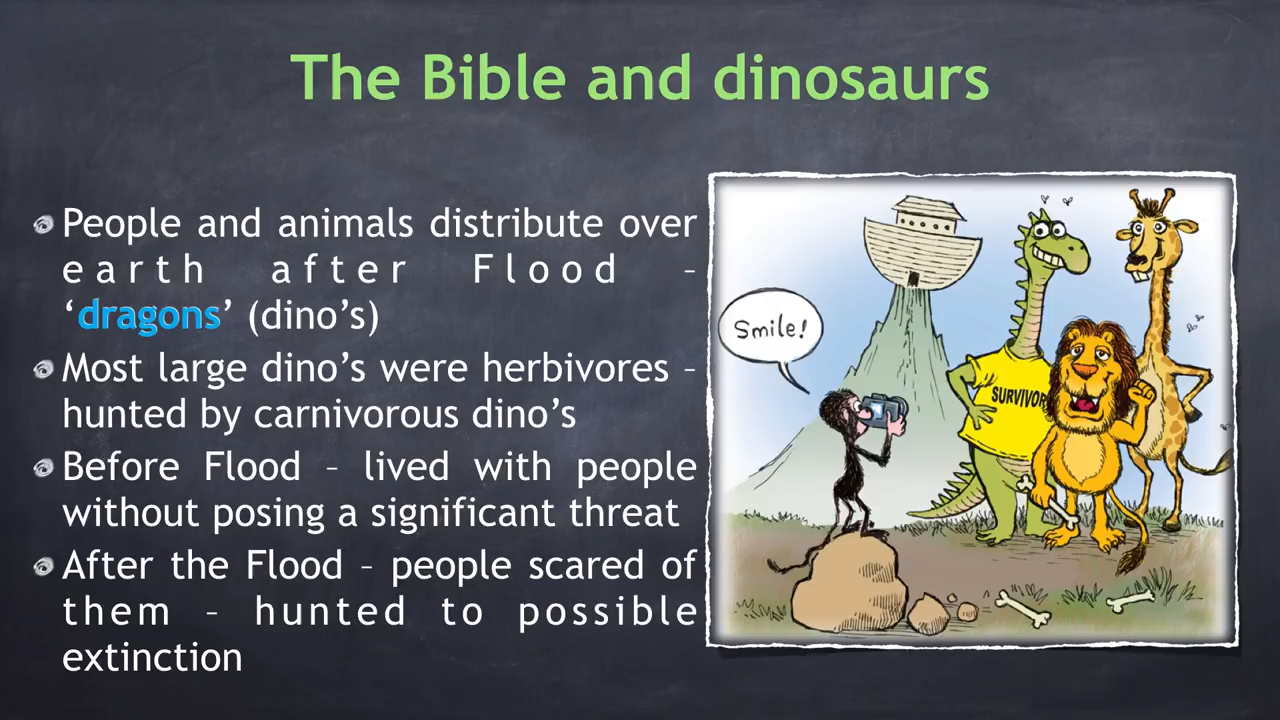 The Bible and dinosaurs
People and animals distribute over
earth after Flood –
‘dragons’ (dino’s)
Most large dino’s were herbivores –
hunted by carnivorous dino’s
Before Flood – lived with people
without posing a significant threat
After the Flood – people scared of
them – hunted to possible
extinction
Smile!
SURVIVOR